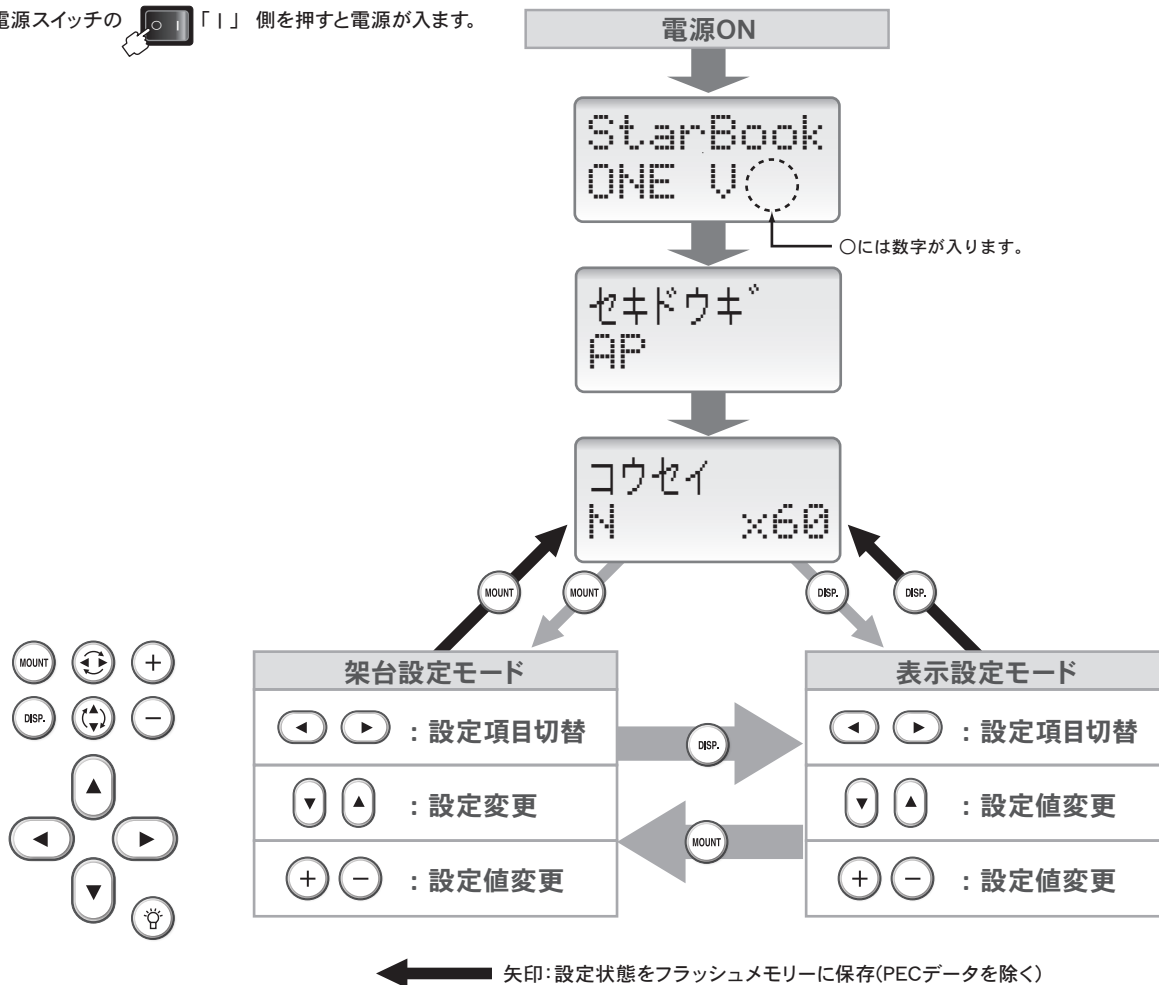 電源スイッチの ○ | 「|」 側を押すと電源が入ます。
電源ON
StarBook
ONE V
○には数字が入ります。
セキドウギ
AP
コウセイ
N ×60
MOUNT MOUNT DISP. DISP.
MOUNT + 
DISP. −
架台設定モード
◀ ▶ : 設定項目切替
▼ ▲ : 設定変更
+ − : 設定値変更
DISP.
MOUNT
表示設定モード
◀ ▶ : 設定項目切替
▼ ▲ : 設定値変更
+ − : 設定値変更
矢印：設定状態をフラッシュメモリーに保存(PECデータを除く)